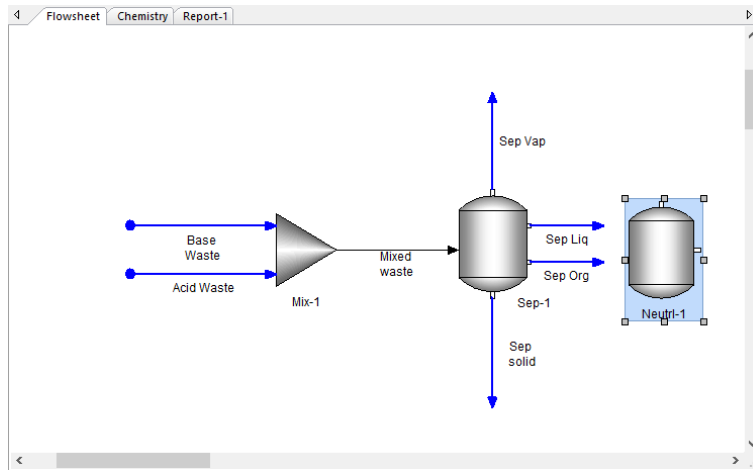 Flowsheet Chemistry Report-1
Sep Vap
Base
Waste
Acid Waste
Mix-1
Mixed
waste
Sep Liq
Sep Org
Sep-1
Sep
solid
Neutrl-1